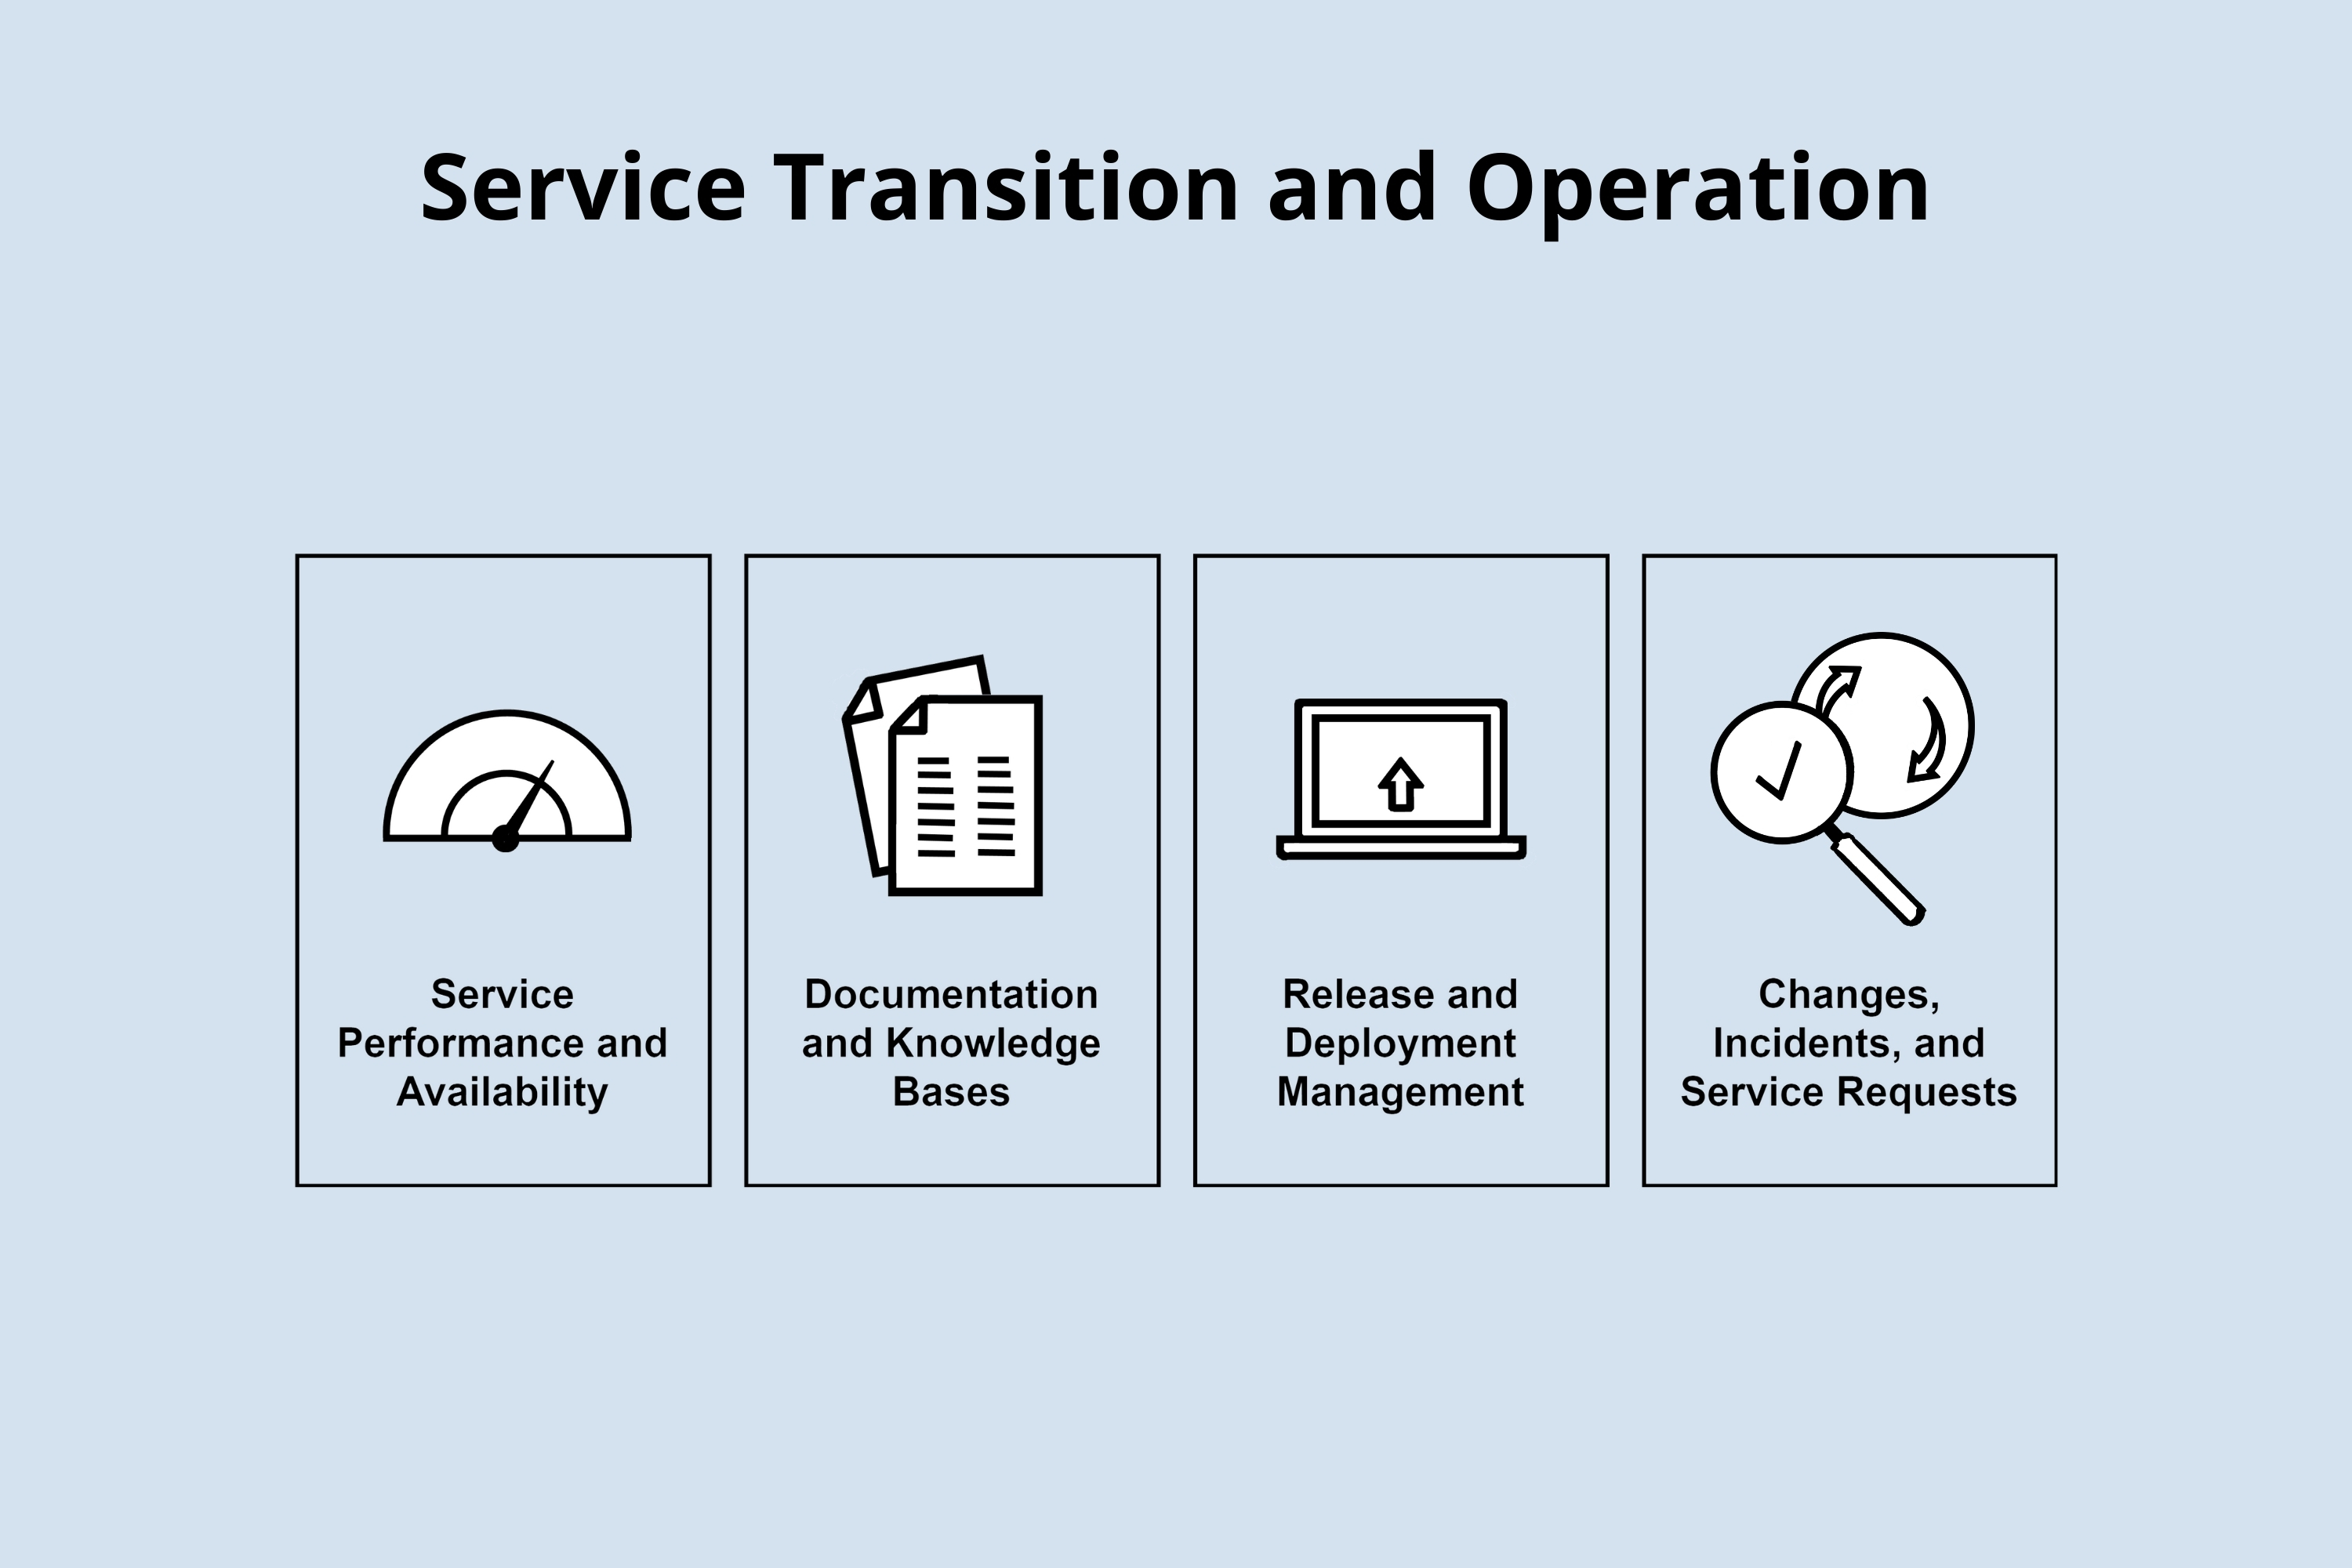 Service Transition and Operation
Service
Performance and
Availability
Documentation
and Knowledge
Bases
Release and
Deployment
Management
Changes,
Incidents, and
Service Requests